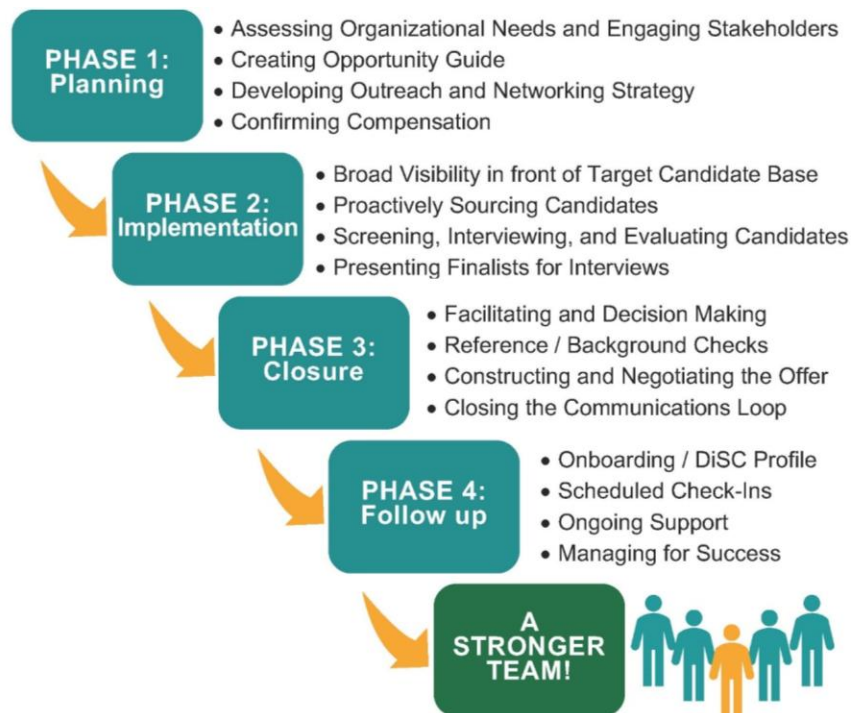 PHASE 1:
Planning
• Assessing Organizational Needs and Engaging Stakeholders
• Creating Opportunity Guide
• Developing Outreach and Networking Strategy
• Confirming Compensation
PHASE 2:
Implementation
• Broad Visibility in front of Target Candidate Base
• Proactively Sourcing Candidates
• Screening, Interviewing, and Evaluating Candidates
• Presenting Finalists for Interviews
PHASE 3:
Closure
• Facilitating and Decision Making
• Reference / Background Checks
• Constructing and Negotiating the Offer
• Closing the Communications Loop
PHASE 4:
Follow up
• Onboarding / DiSC Profile
• Scheduled Check-Ins
• Ongoing Support
• Managing for Success
A
STRONGER
TEAM!